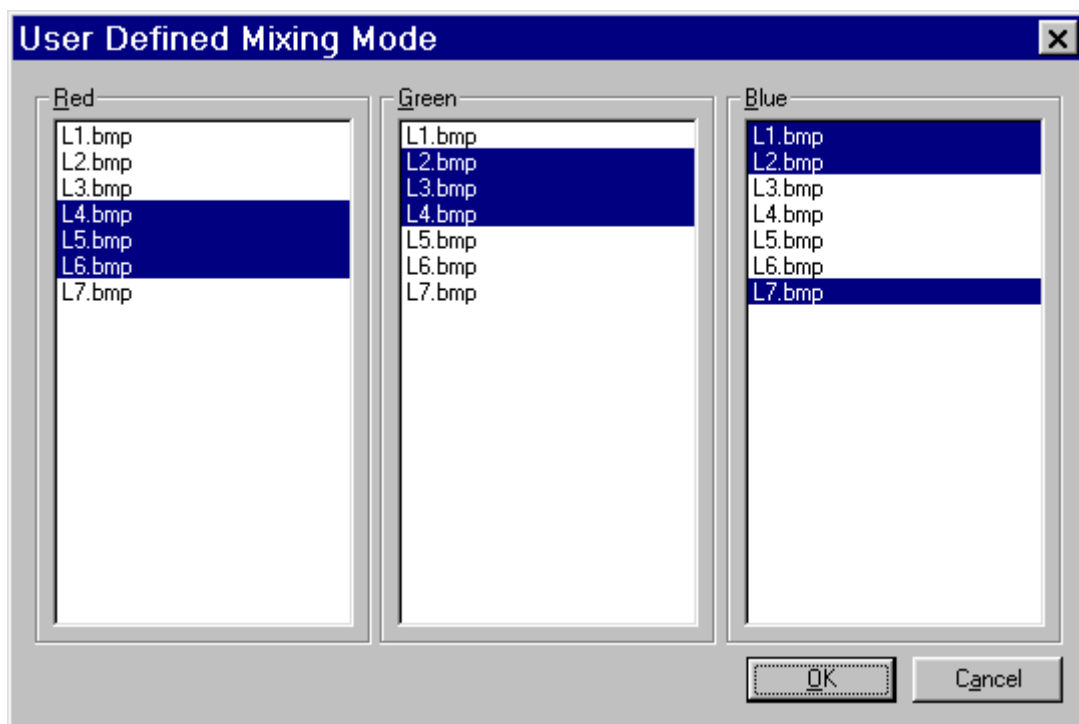 User Defined Mixing Mode
Red
L1.bmp
L2.bmp
L3.bmp
L4.bmp
L5.bmp
L6.bmp
L7.bmp
Green
L1.bmp
L2.bmp
L3.bmp
L4.bmp
L5.bmp
L6.bmp
L7.bmp
Blue
L1.bmp
L2.bmp
L3.bmp
L4.bmp
L5.bmp
L6.bmp
L7.bmp
OK
Cancel